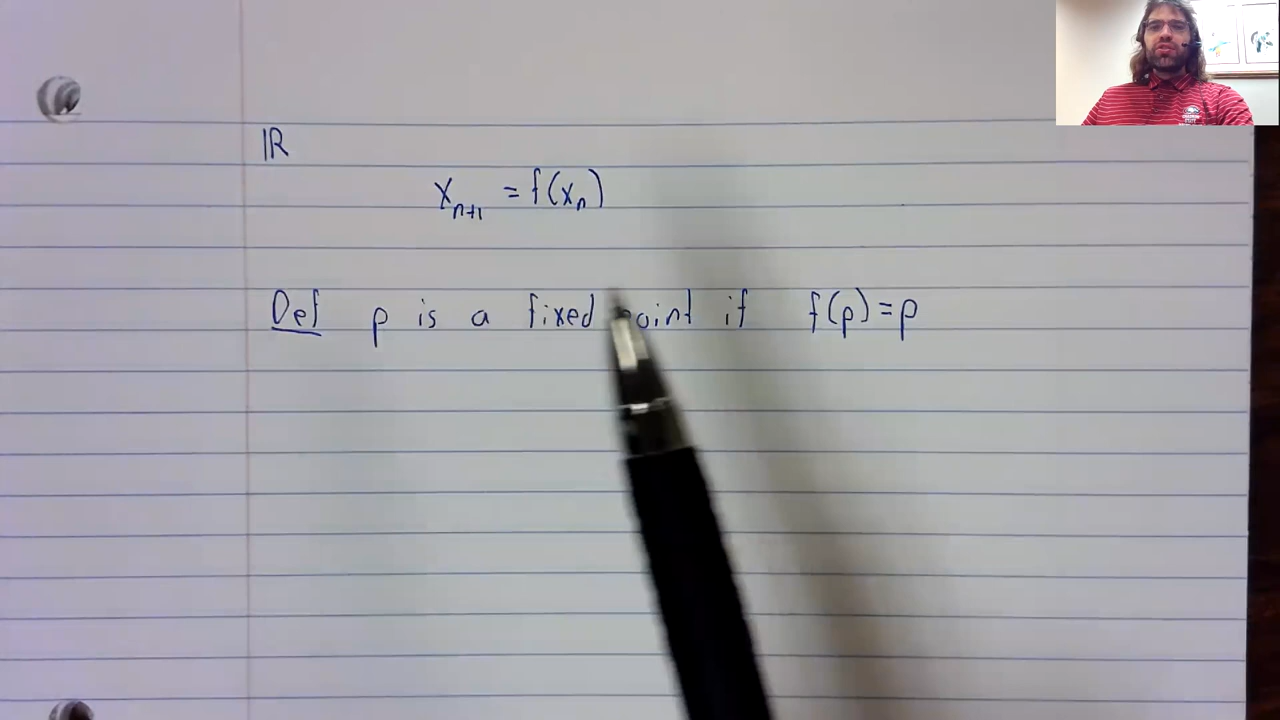 ℝ
x_{n+1} = f(x_n)
Def p is a fixed point if f(p) = p